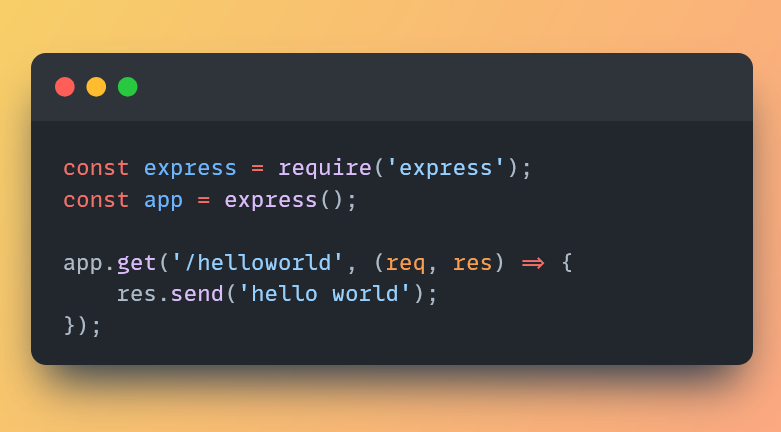 const express = require('express');
const app = express();

app.get('/helloworld', (req, res) => {
    res.send('hello world');
});